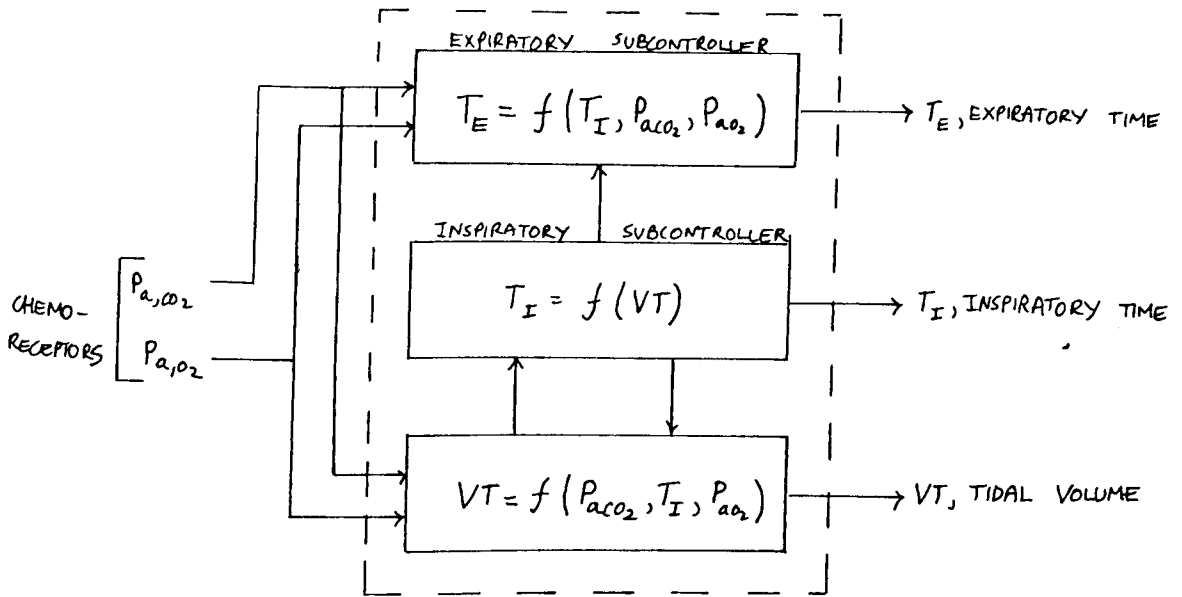 EXPIRATORY SUBCONTROLLER
T_E = f(T_I, P_aCO₂, P_aO₂)
T_E, EXPIRATORY TIME
INSPIRATORY SUBCONTROLLER
T_I = f(VT)
T_I, INSPIRATORY TIME
CHEMO-
RECEPTORS
P_a,CO₂
P_a,O₂
VT = f(P_aCO₂, T_I, P_aO₂)
VT, TIDAL VOLUME